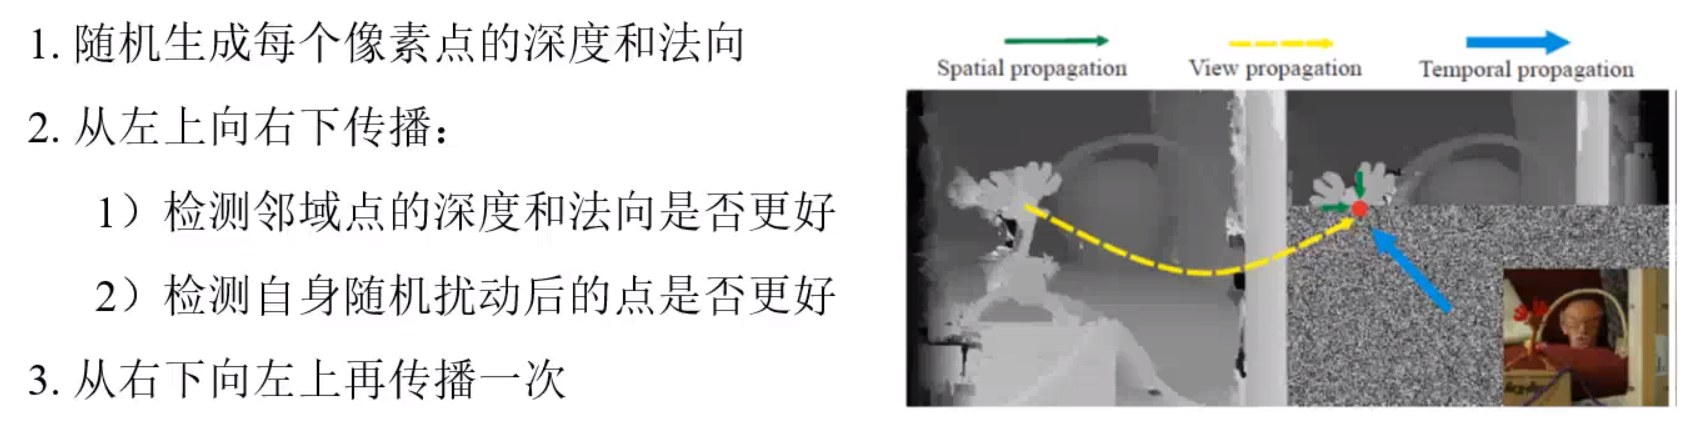 1. 随机生成每个像素点的深度和法向
2. 从左上向右下传播：
1）检测邻域点的深度和法向是否更好
2）检测自身随机扰动后的点是否更好
3. 从右下向左上再传播一次
Spatial propagation
View propagation
Temporal propagation